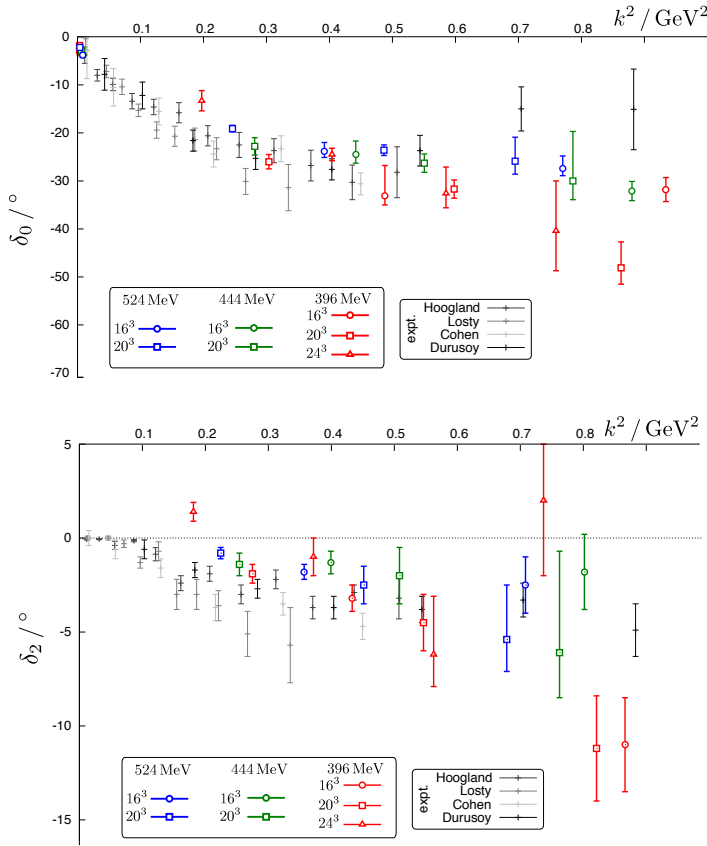 0.1 0.2 0.3 0.4 0.5 0.6 0.7 0.8 k²/GeV²
0
-10
-20
-30
-40
-50
-60
-70
δ₀/°
524 MeV 444 MeV 396 MeV
16³ 16³ 16³
20³ 20³ 20³
24³
expt.
Hoogland
Losty
Cohen
Durusoy
0.1 0.2 0.3 0.4 0.5 0.6 0.7 0.8 k²/GeV²
5
0
-5
-10
-15
δ₂/°
524 MeV 444 MeV 396 MeV
16³ 16³ 16³
20³ 20³ 20³
24³
expt.
Hoogland
Losty
Cohen
Durusoy